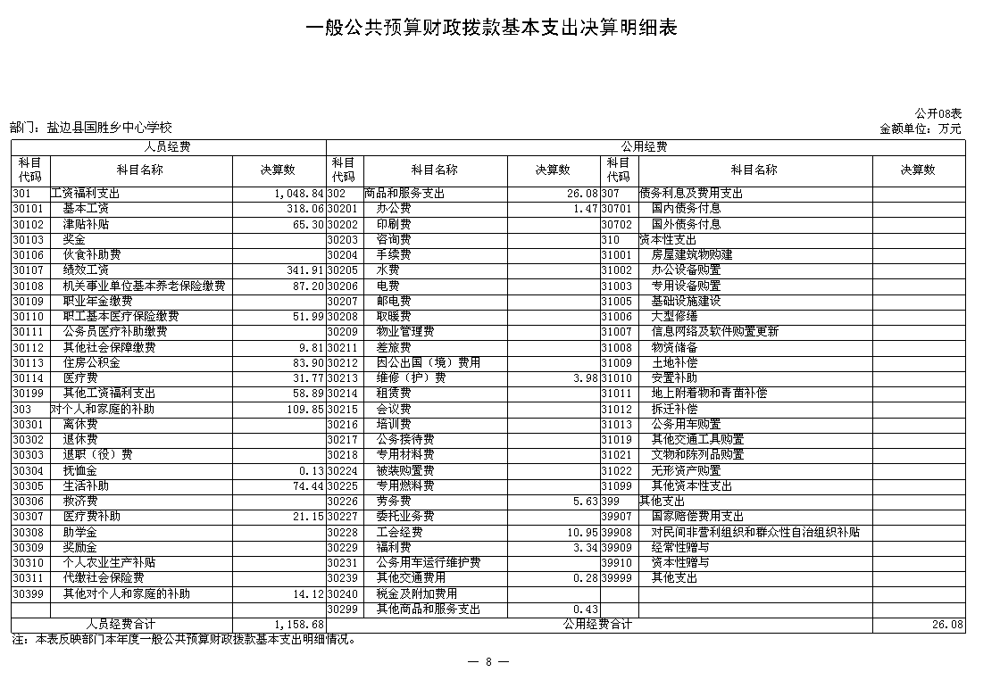 一般公共预算财政拨款基本支出决算明细表
公开08表
部门：盐边县国胜乡中心学校 金额单位：万元
人员经费 公用经费
科目代码 科目名称 决算数 科目代码 科目名称 决算数 科目代码 科目名称 决算数
301 工资福利支出 1,048.84 302 商品和服务支出 26.08 307 债务利息及费用支出
30101 基本工资 318.06 30201 办公费 1.47 30701 国内债务付息
30102 津贴补贴 65.30 30202 印刷费 30702 国外债务付息
30103 奖金 30203 咨询费 310 资本性支出
30106 伙食补助费 30204 手续费 31001 房屋建筑物购建
30107 绩效工资 341.91 30205 水费 31002 办公设备购置
30108 机关事业单位基本养老保险缴费 87.20 30206 电费 31003 专用设备购置
30109 职业年金缴费 30207 邮电费 31005 基础设施建设
30110 职工基本医疗保险缴费 51.99 30208 取暖费 31006 大型修缮
30111 公务员医疗补助缴费 30209 物业管理费 31007 信息网络及软件购置更新
30112 其他社会保障缴费 9.81 30211 差旅费 31008 物资储备
30113 住房公积金 83.90 30212 因公出国（境）费用 31009 土地补偿
30114 医疗费 31.77 30213 维修（护）费 3.98 31010 安置补助
30199 其他工资福利支出 58.89 30214 租赁费 31011 地上附着物和青苗补偿
303 对个人和家庭的补助 109.85 30215 会议费 31012 拆迁补偿
30301 离休费 30216 培训费 31013 公务用车购置
30302 退休费 30217 公务接待费 31019 其他交通工具购置
30303 退职（役）费 30218 专用材料费 31021 文物和陈列品购置
30304 抚恤金 0.13 30224 被装购置费 31022 无形资产购置
30305 生活补助 74.44 30225 专用燃料费 31099 其他资本性支出
30306 救济费 30226 劳务费 5.63 399 其他支出
30307 医疗费补助 21.15 30227 委托业务费 39907 国家赔偿费用支出
30308 助学金 30228 工会经费 10.95 39908 对民间非营利组织和群众性自治组织补贴
30309 奖励金 30229 福利费 3.34 39909 经常性赠与
30310 个人农业生产补贴 30231 公务用车运行维护费 39910 资本性赠与
30311 代缴社会保险费 30239 其他交通费用 0.28 39999 其他支出
30399 其他对个人和家庭的补助 14.12 30240 税金及附加费用
30299 其他商品和服务支出 0.43
人员经费合计 1,158.68 公用经费合计 26.08
注：本表反映部门本年度一般公共预算财政拨款基本支出明细情况。
— 8 —